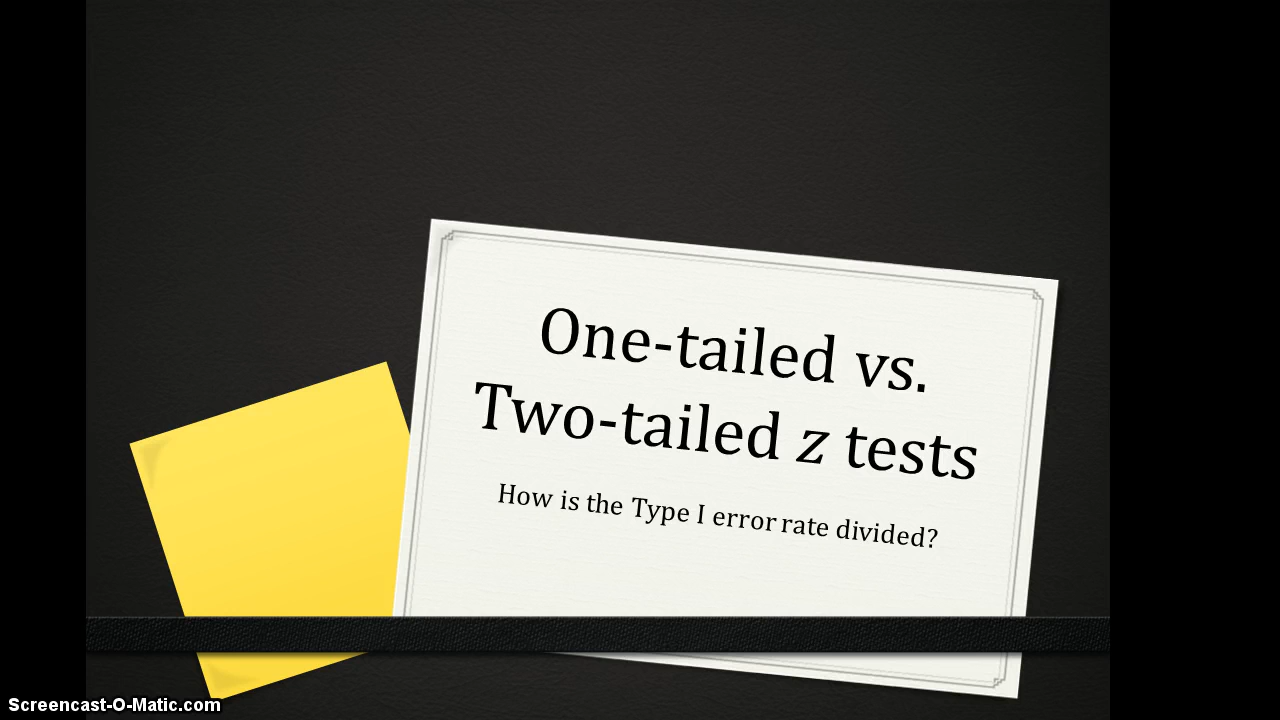 One-tailed vs.
Two-tailed z tests
How is the Type I error rate divided?
Screencast-O-Matic.com